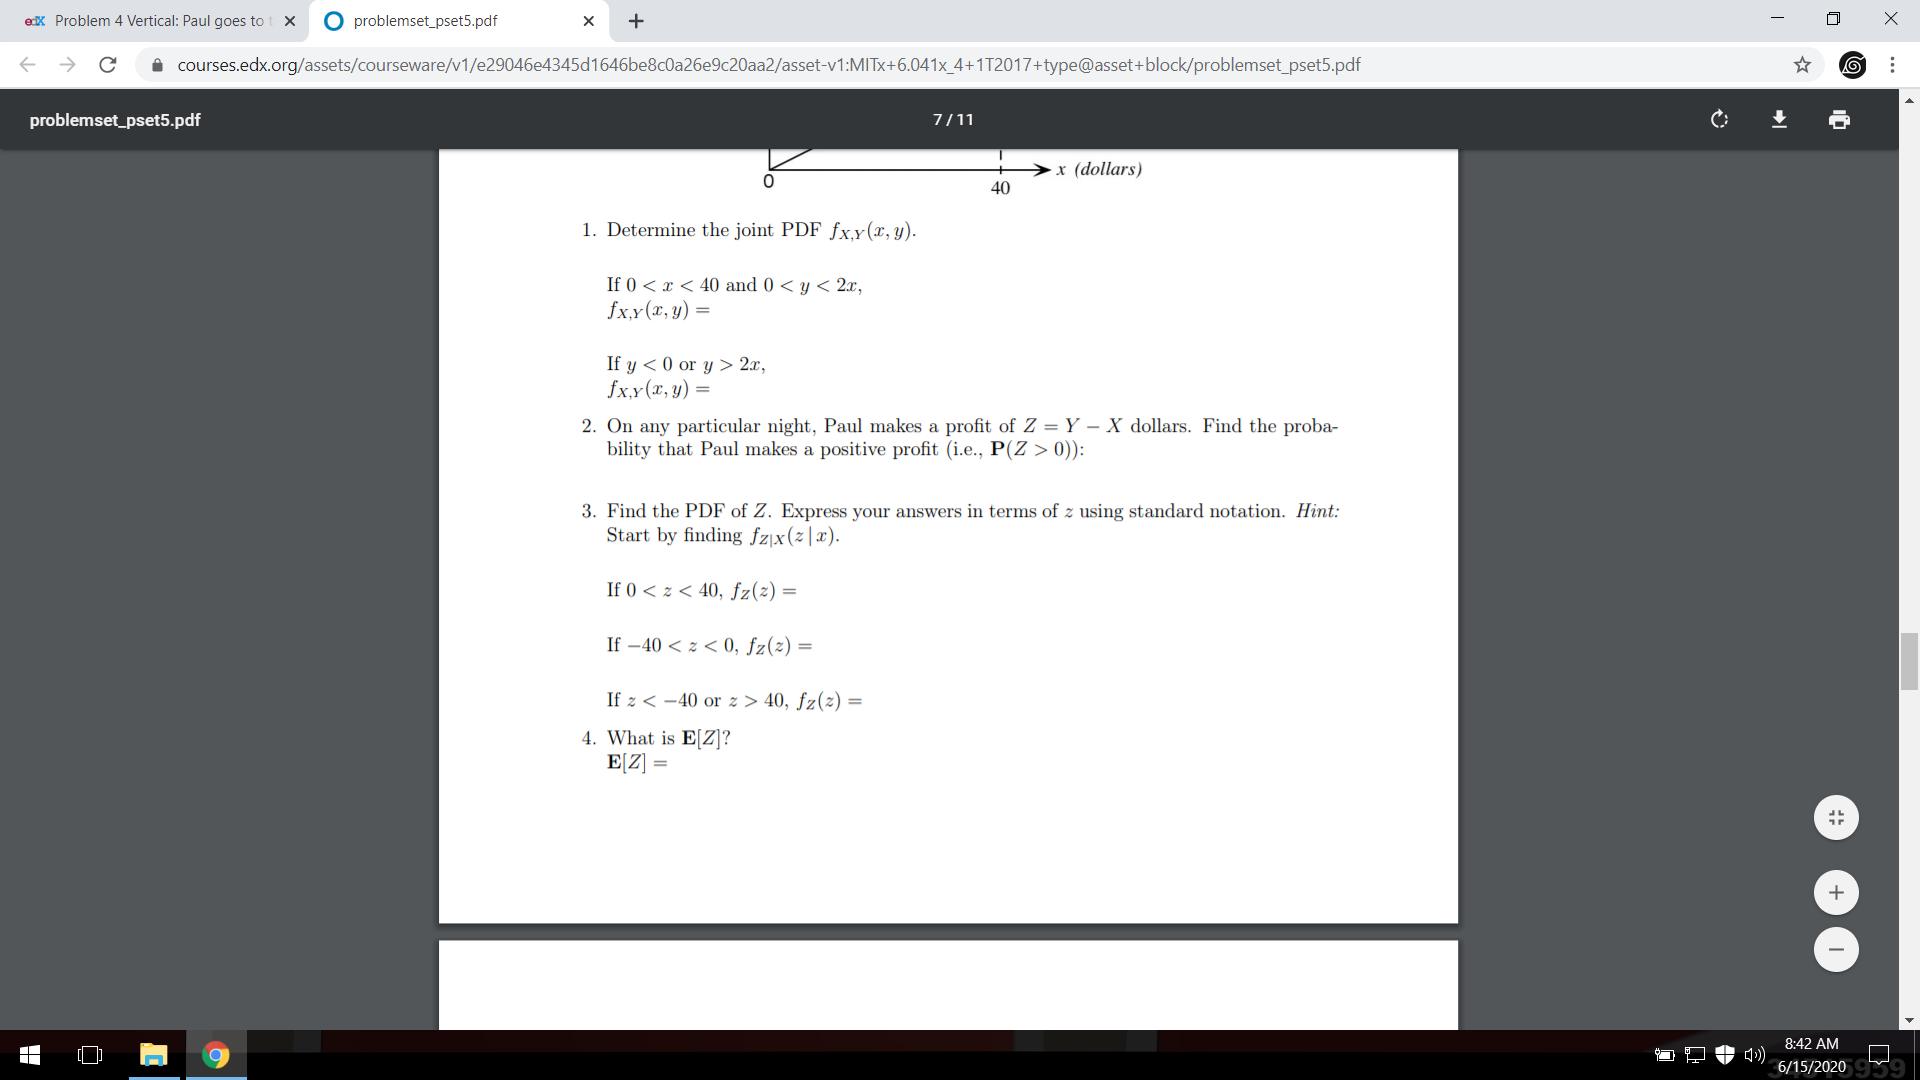 edX Problem 4 Vertical: Paul goes to t
problemset_pset5.pdf
courses.edx.org/assets/courseware/v1/e29046e4345d1646be8c0a26e9c20aa2/asset-v1:MITx+6.041x_4+1T2017+type@asset+block/problemset_pset5.pdf
problemset_pset5.pdf
7 / 11
x (dollars)
0
40
1. Determine the joint PDF f_{X,Y}(x, y).
If 0 < x < 40 and 0 < y < 2x,
f_{X,Y}(x, y) =
If y < 0 or y > 2x,
f_{X,Y}(x, y) =
2. On any particular night, Paul makes a profit of Z = Y − X dollars. Find the proba-
bility that Paul makes a positive profit (i.e., P(Z > 0)):
3. Find the PDF of Z. Express your answers in terms of z using standard notation. Hint:
Start by finding f_{Z|X}(z | x).
If 0 < z < 40, f_Z(z) =
If −40 < z < 0, f_Z(z) =
If z < −40 or z > 40, f_Z(z) =
4. What is E[Z]?
E[Z] =
8:42 AM
6/15/2020